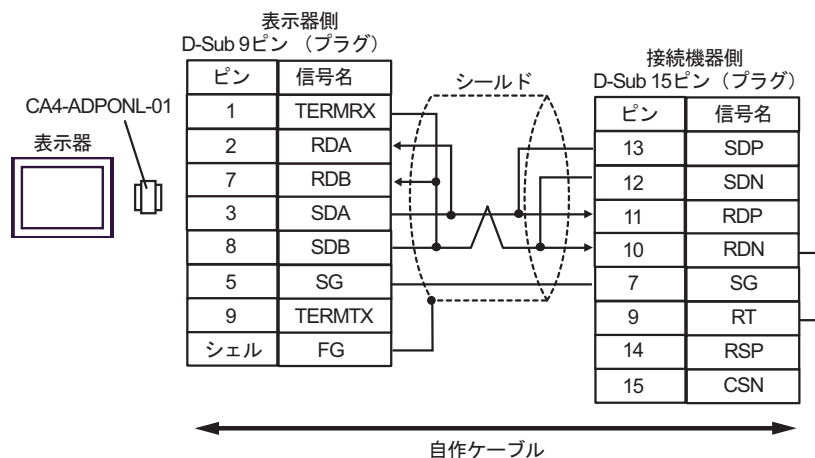 表示器側
D-Sub 9ピン （プラグ）
ピン 信号名
1 TERMRX
2 RDA
7 RDB
3 SDA
8 SDB
5 SG
9 TERMTX
シェル FG
シールド
接続機器側
D-Sub 15ピン（プラグ）
ピン 信号名
13 SDP
12 SDN
11 RDP
10 RDN
7 SG
9 RT
14 RSP
15 CSN
CA4-ADPONL-01
表示器
自作ケーブル